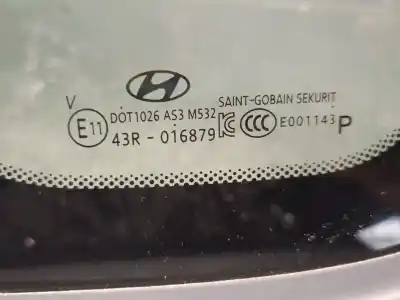 V
SAINT-GOBAIN SEKURIT
E11
DOT1026 AS3 M532
43R - 016879
K
CCC
E001143
P